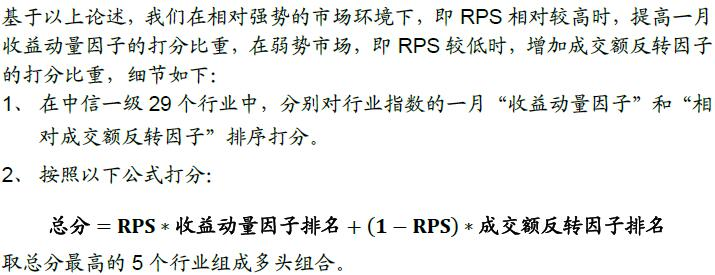 基于以上论述，我们在相对强势的市场环境下，即 RPS 相对较高时，提高一月
收益动量因子的打分比重，在弱势市场，即 RPS 较低时，增加成交额反转因子
的打分比重，细节如下：
1、 在中信一级 29 个行业中，分别对行业指数的一月“收益动量因子”和“相
对成交额反转因子”排序打分。
2、 按照以下公式打分：
总分 = RPS * 收益动量因子排名 + (1 − RPS) * 成交额反转因子排名
取总分最高的 5 个行业组成多头组合。